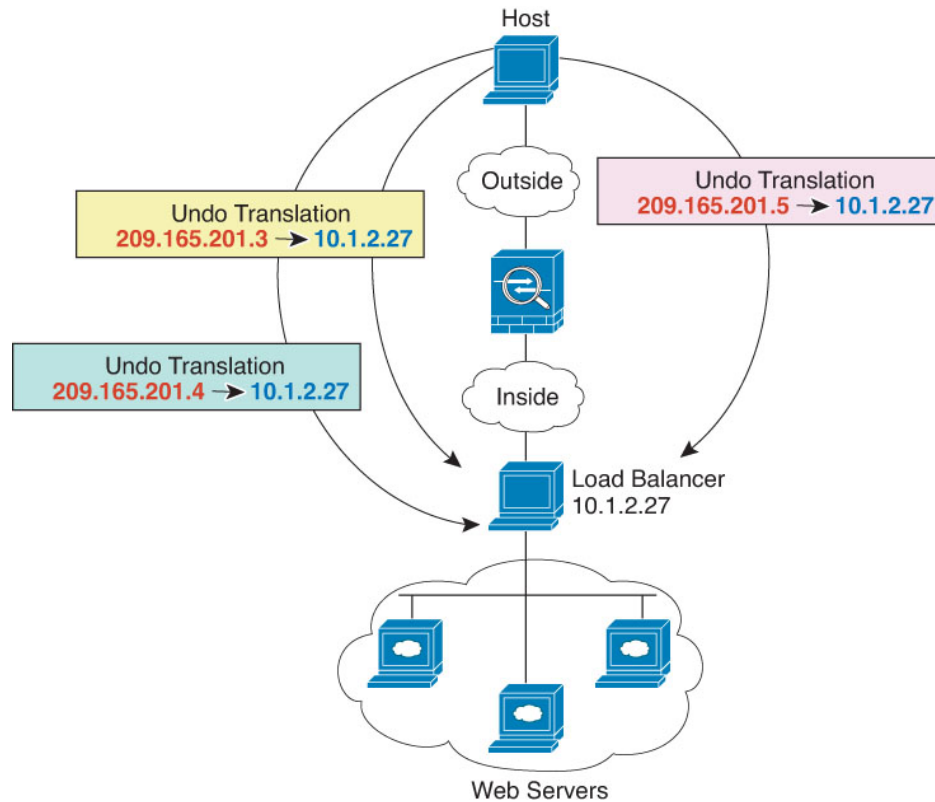 Host
Outside
Undo Translation
209.165.201.5 → 10.1.2.27
Undo Translation
209.165.201.3 → 10.1.2.27
Undo Translation
209.165.201.4 → 10.1.2.27
Inside
Load Balancer
10.1.2.27
Web Servers